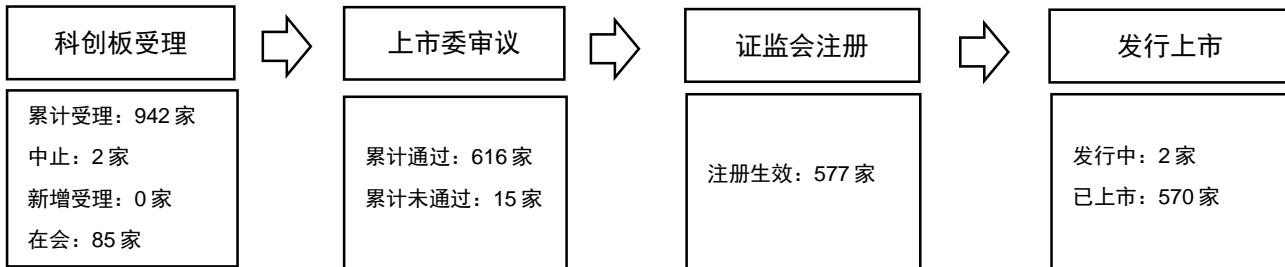 科创板受理
累计受理：942 家
中止：2 家
新增受理：0 家
在会：85 家
上市委审议
累计通过：616 家
累计未通过：15 家
证监会注册
注册生效：577 家
发行上市
发行中：2 家
已上市：570 家